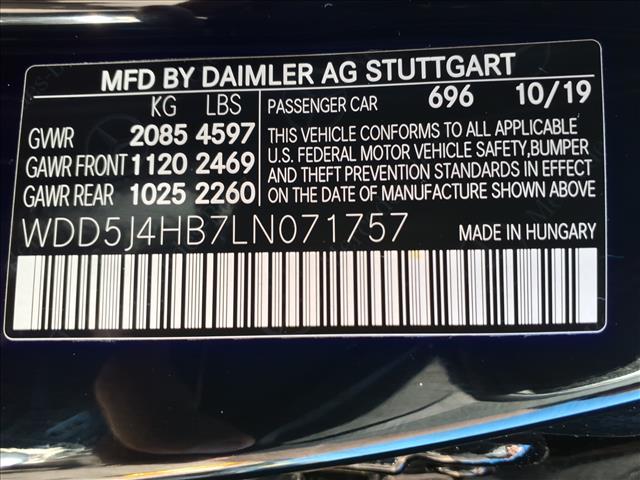 MFD BY DAIMLER AG STUTTGART
KG LBS
GVWR 2085 4597
GAWR FRONT 1120 2469
GAWR REAR 1025 2260
PASSENGER CAR 696 10/19
THIS VEHICLE CONFORMS TO ALL APPLICABLE
U.S. FEDERAL MOTOR VEHICLE SAFETY,BUMPER
AND THEFT PREVENTION STANDARDS IN EFFECT
ON THE DATE OF MANUFACTURE SHOWN ABOVE
WDD5J4HB7LN071757
MADE IN HUNGARY